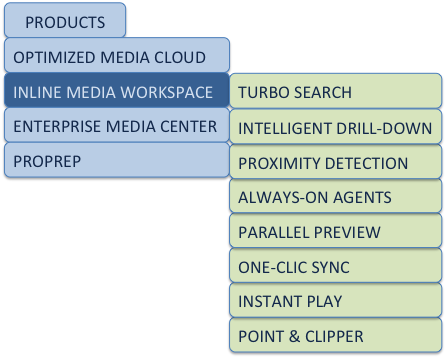 PRODUCTS
OPTIMIZED MEDIA CLOUD
INLINE MEDIA WORKSPACE
ENTERPRISE MEDIA CENTER
PROPREP
TURBO SEARCH
INTELLIGENT DRILL-DOWN
PROXIMITY DETECTION
ALWAYS-ON AGENTS
PARALLEL PREVIEW
ONE-CLIC SYNC
INSTANT PLAY
POINT & CLIPPER